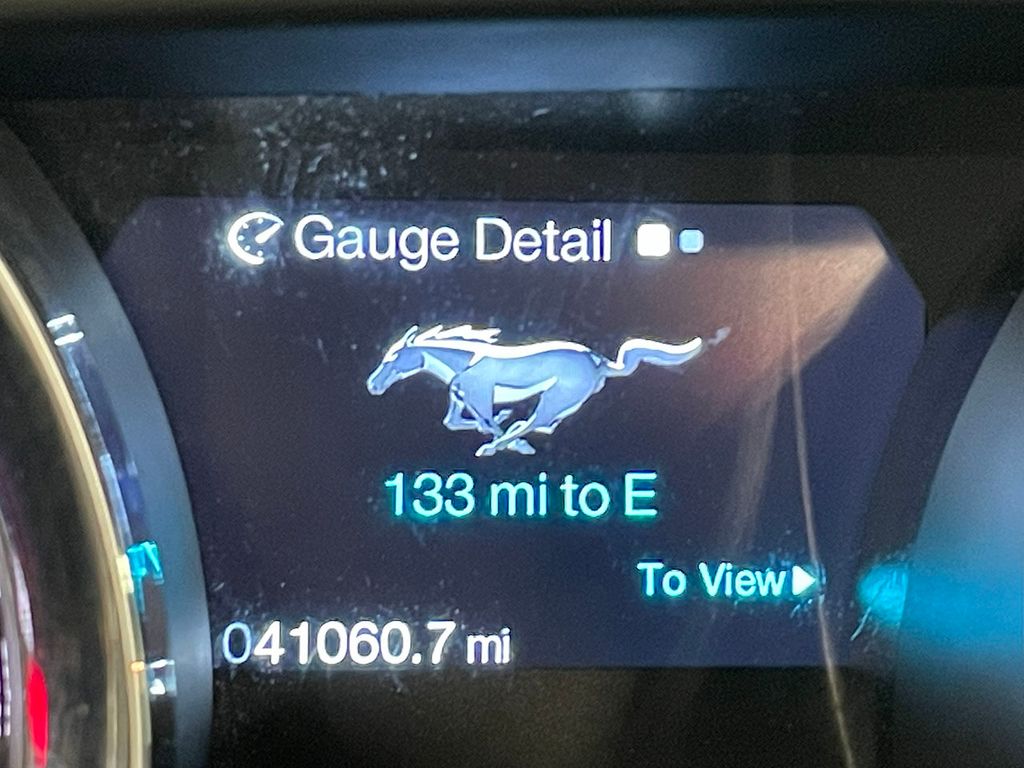 Gauge Detail
133 mi to E
To View
041060.7 mi